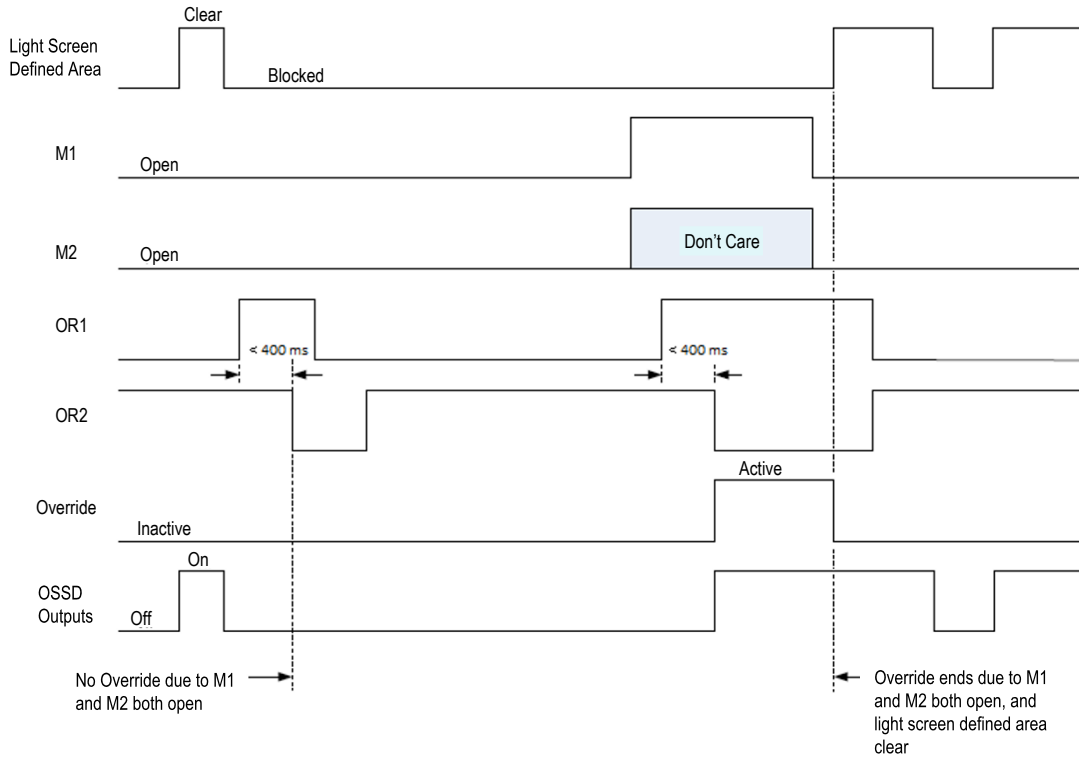 Clear
Light Screen
Defined Area
Blocked
M1
Open
M2
Open
Don't Care
OR1
< 400 ms
< 400 ms
OR2
Active
Override
Inactive
On
OSSD
Outputs
Off
No Override due to M1
and M2 both open
Override ends due to M1
and M2 both open, and
light screen defined area
clear